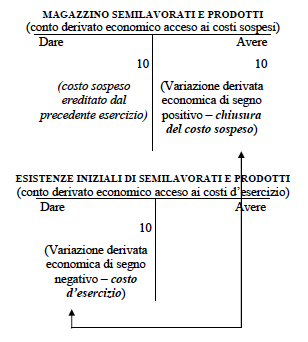 MAGAZZINO SEMILAVORATI E PRODOTTI
(conto derivato economico acceso ai costi sospesi)
Dare Avere
10 10
(costo sospeso
ereditato dal
precedente esercizio)
(Variazione derivata
economica di segno
positivo – chiusura
del costo sospeso)
ESISTENZE INIZIALI DI SEMILAVORATI E PRODOTTI
(conto derivato economico acceso ai costi d'esercizio)
Dare Avere
10
(Variazione derivata
economica di segno
negativo – costo
d'esercizio)